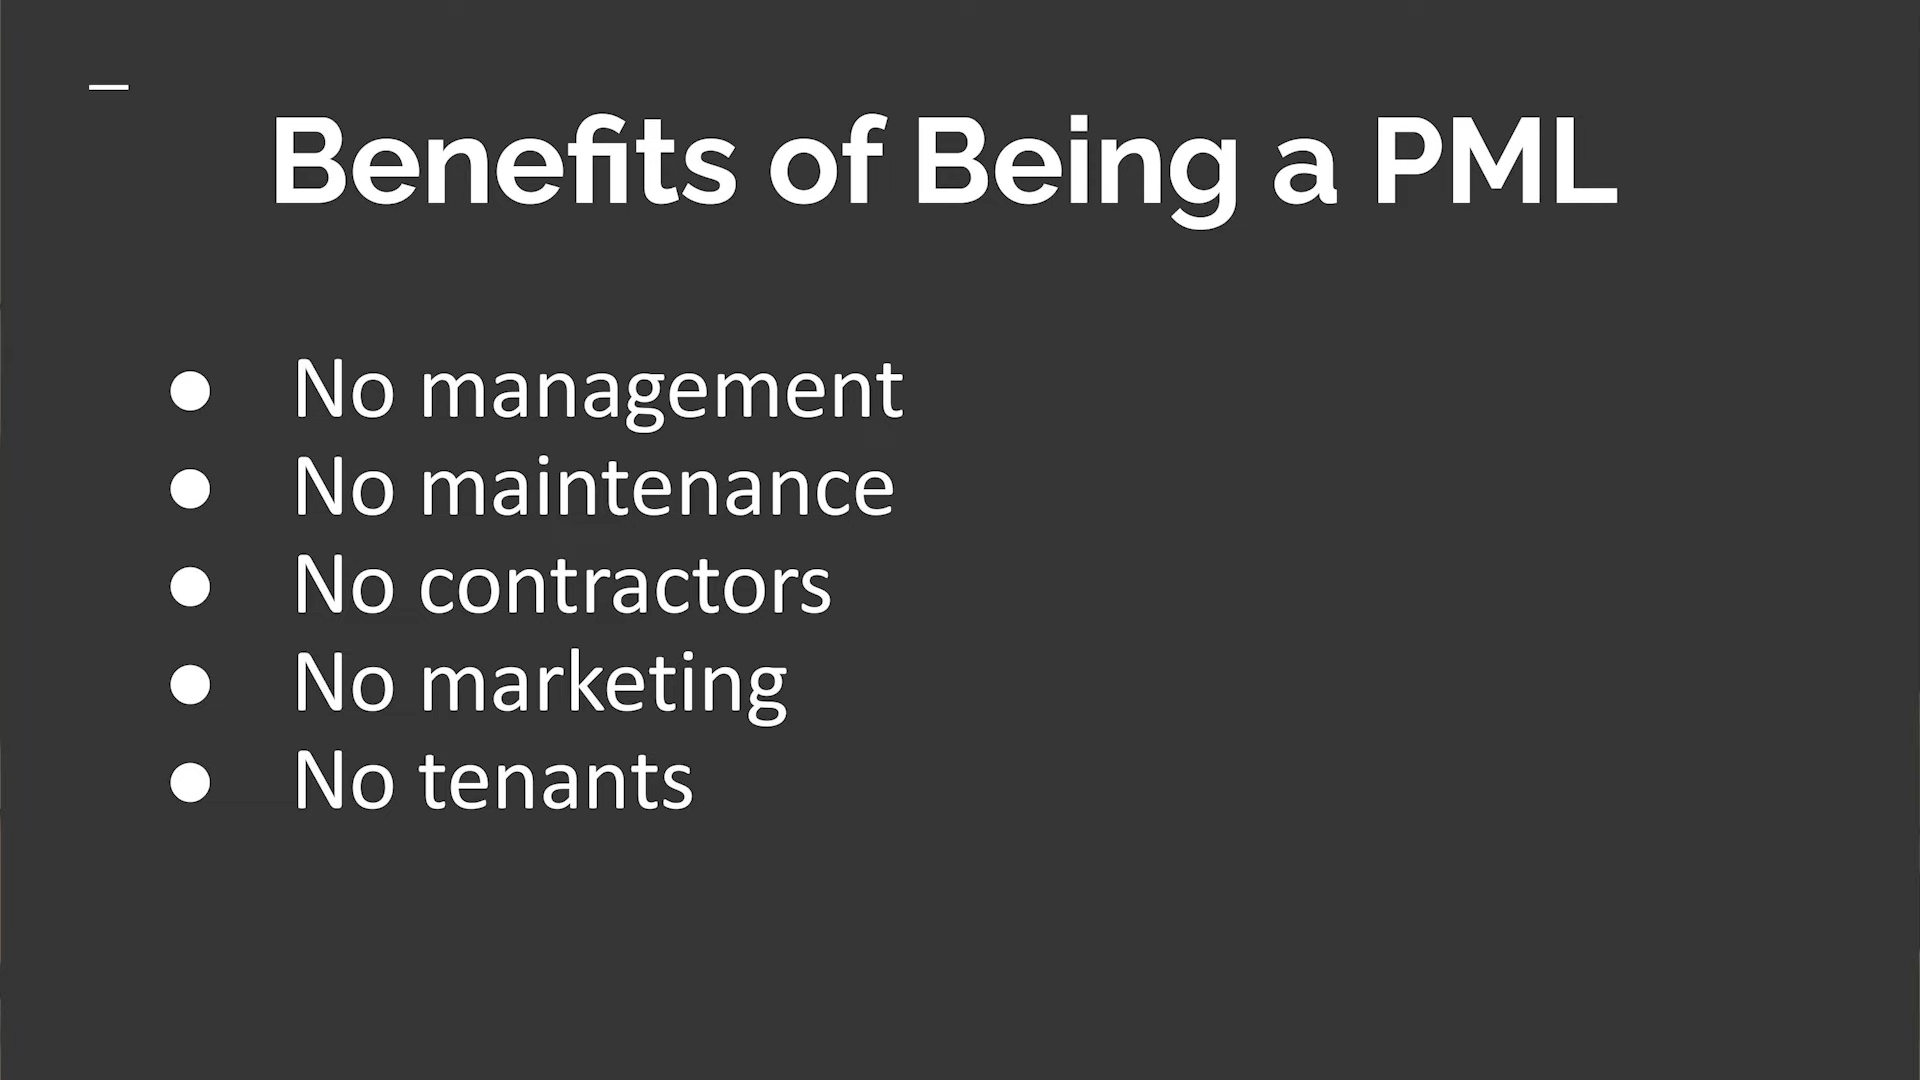 Benefits of Being a PML
● No management
● No maintenance
● No contractors
● No marketing
● No tenants